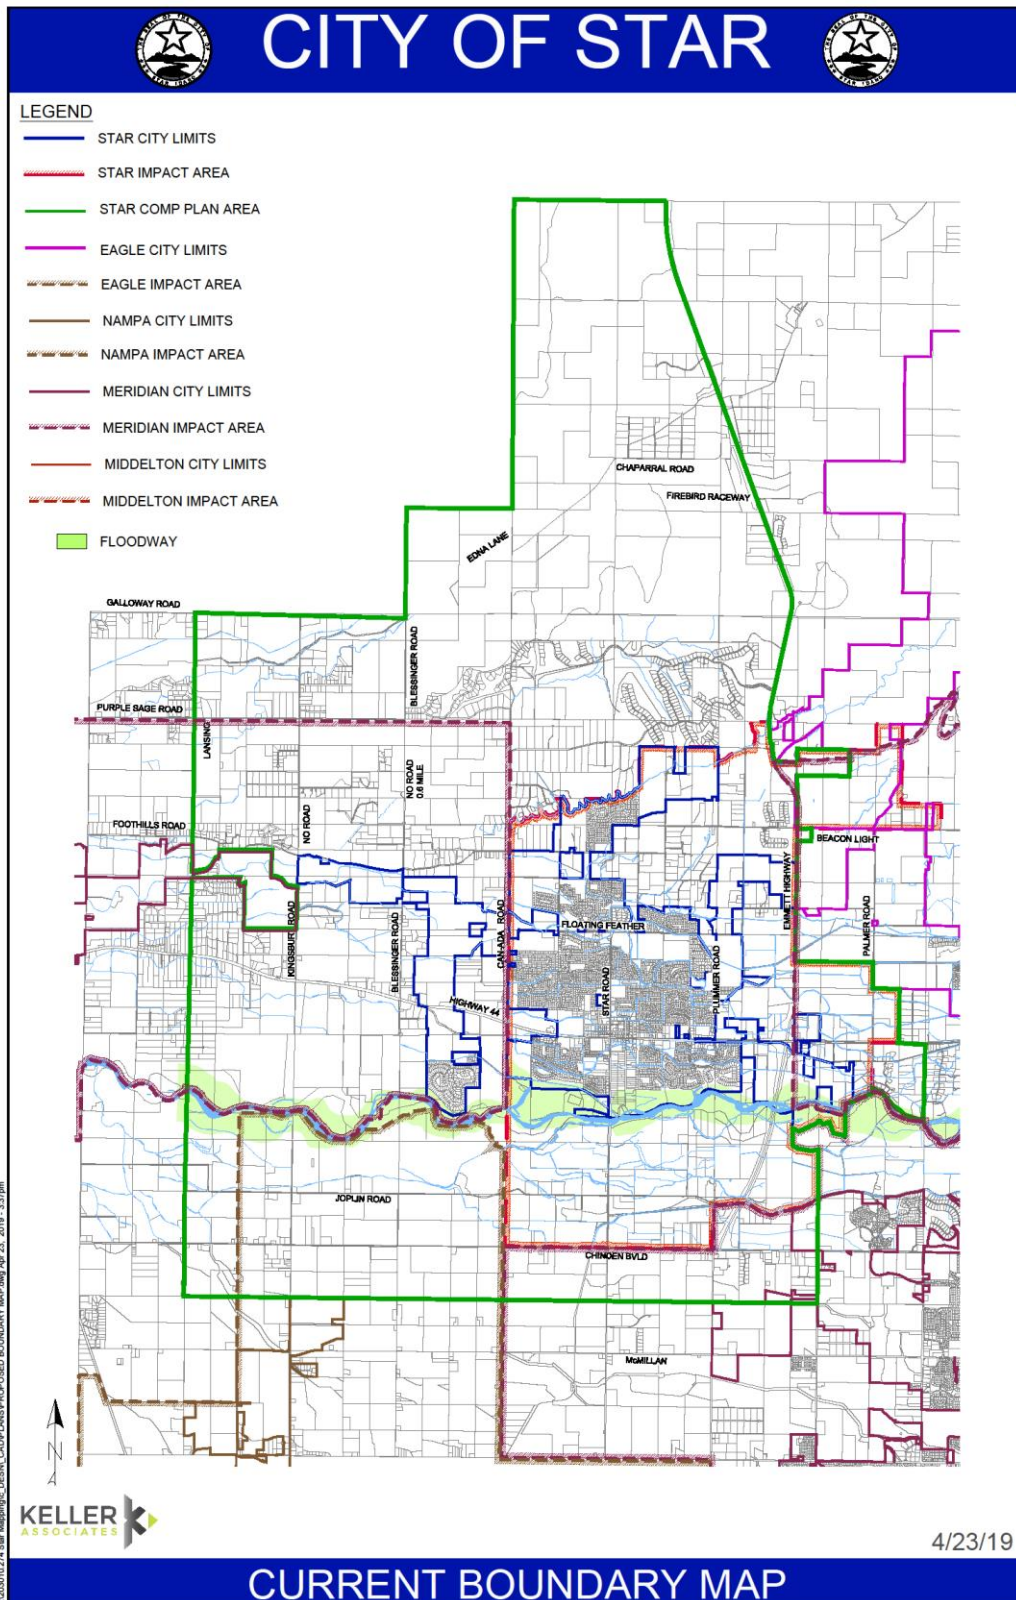 CITY OF STAR
LEGEND
STAR CITY LIMITS
STAR IMPACT AREA
STAR COMP PLAN AREA
EAGLE CITY LIMITS
EAGLE IMPACT AREA
NAMPA CITY LIMITS
NAMPA IMPACT AREA
MERIDIAN CITY LIMITS
MERIDIAN IMPACT AREA
MIDDELTON CITY LIMITS
MIDDELTON IMPACT AREA
FLOODWAY
CHAPARRAL ROAD
FIREBIRD RACEWAY
EDNA LANE
GALLOWAY ROAD
BLESSINGER ROAD
PURPLE SAGE ROAD
LANSING
NO ROAD
0.6 MILE
NO ROAD
FOOTHILLS ROAD
BEACON LIGHT
EMMETT HIGHWAY
PALMER ROAD
KINGSBURY ROAD
BLESSINGER ROAD
CAN-ADA ROAD
FLOATING FEATHER
STAR ROAD
PLUMMER ROAD
HIGHWAY 44
JOPLIN ROAD
CHINDEN BVLD
McMILLAN
N
KELLER
ASSOCIATES
4/23/19
CURRENT BOUNDARY MAP